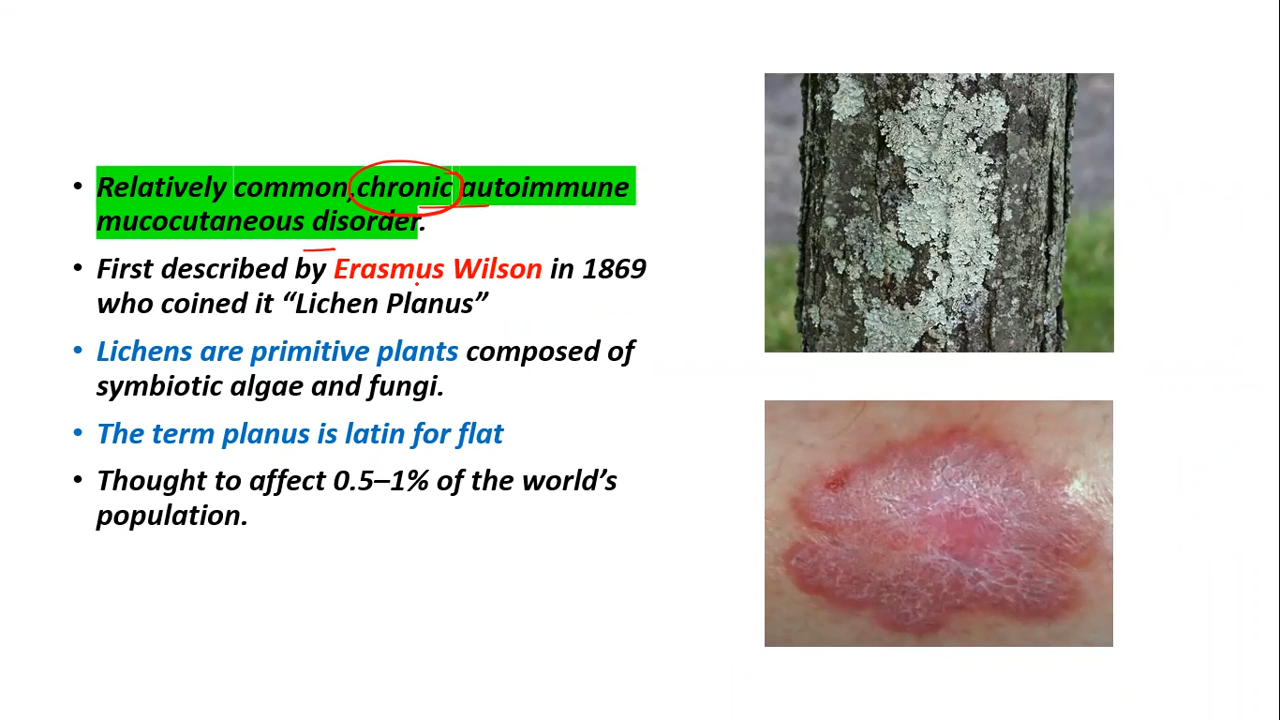 • Relatively common, chronic autoimmune
mucocutaneous disorder.
• First described by Erasmus Wilson in 1869
who coined it “Lichen Planus”
• Lichens are primitive plants composed of
symbiotic algae and fungi.
• The term planus is latin for flat
• Thought to affect 0.5–1% of the world’s
population.